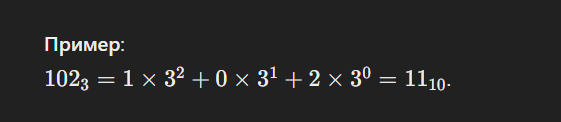 Пример:
102₃ = 1 × 3² + 0 × 3¹ + 2 × 3⁰ = 11₁₀.